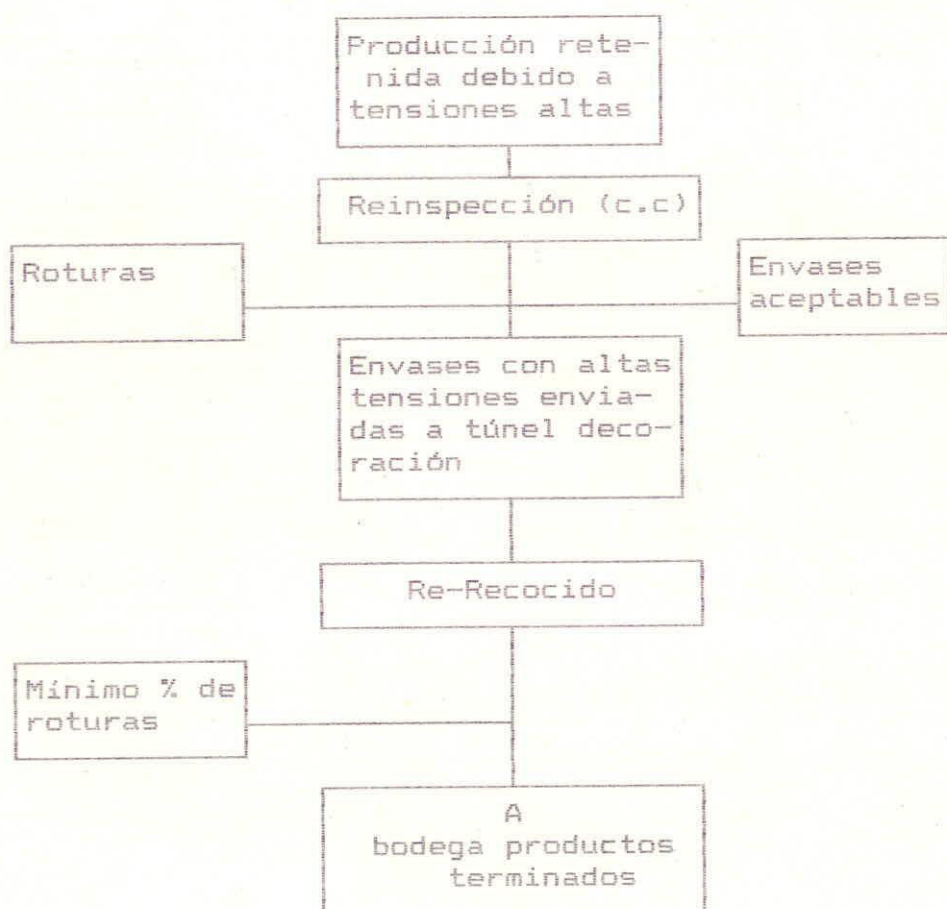 Producción rete-
nida debido a
tensiones altas
Reinspección (c.c)
Roturas
Envases
aceptables
Envases con altas
tensiones envia-
das a túnel deco-
ración
Re-Recocido
Mínimo % de
roturas
A
bodega productos
terminados